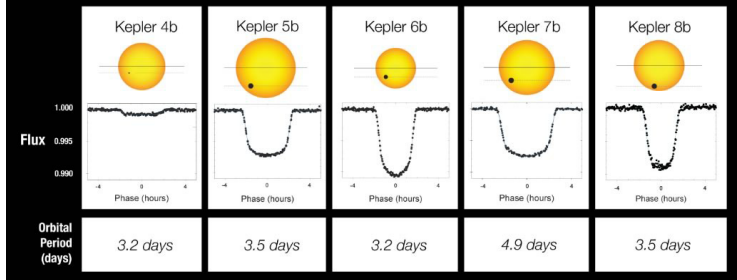 Kepler 4b Kepler 5b Kepler 6b Kepler 7b Kepler 8b
1.000
Flux 0.995
0.990
-4 0 4 -4 0 4 -4 0 4 -4 0 4 -4 0 4
Phase (hours) Phase (hours) Phase (hours) Phase (hours) Phase (hours)
Orbital
Period
(days)
3.2 days 3.5 days 3.2 days 4.9 days 3.5 days